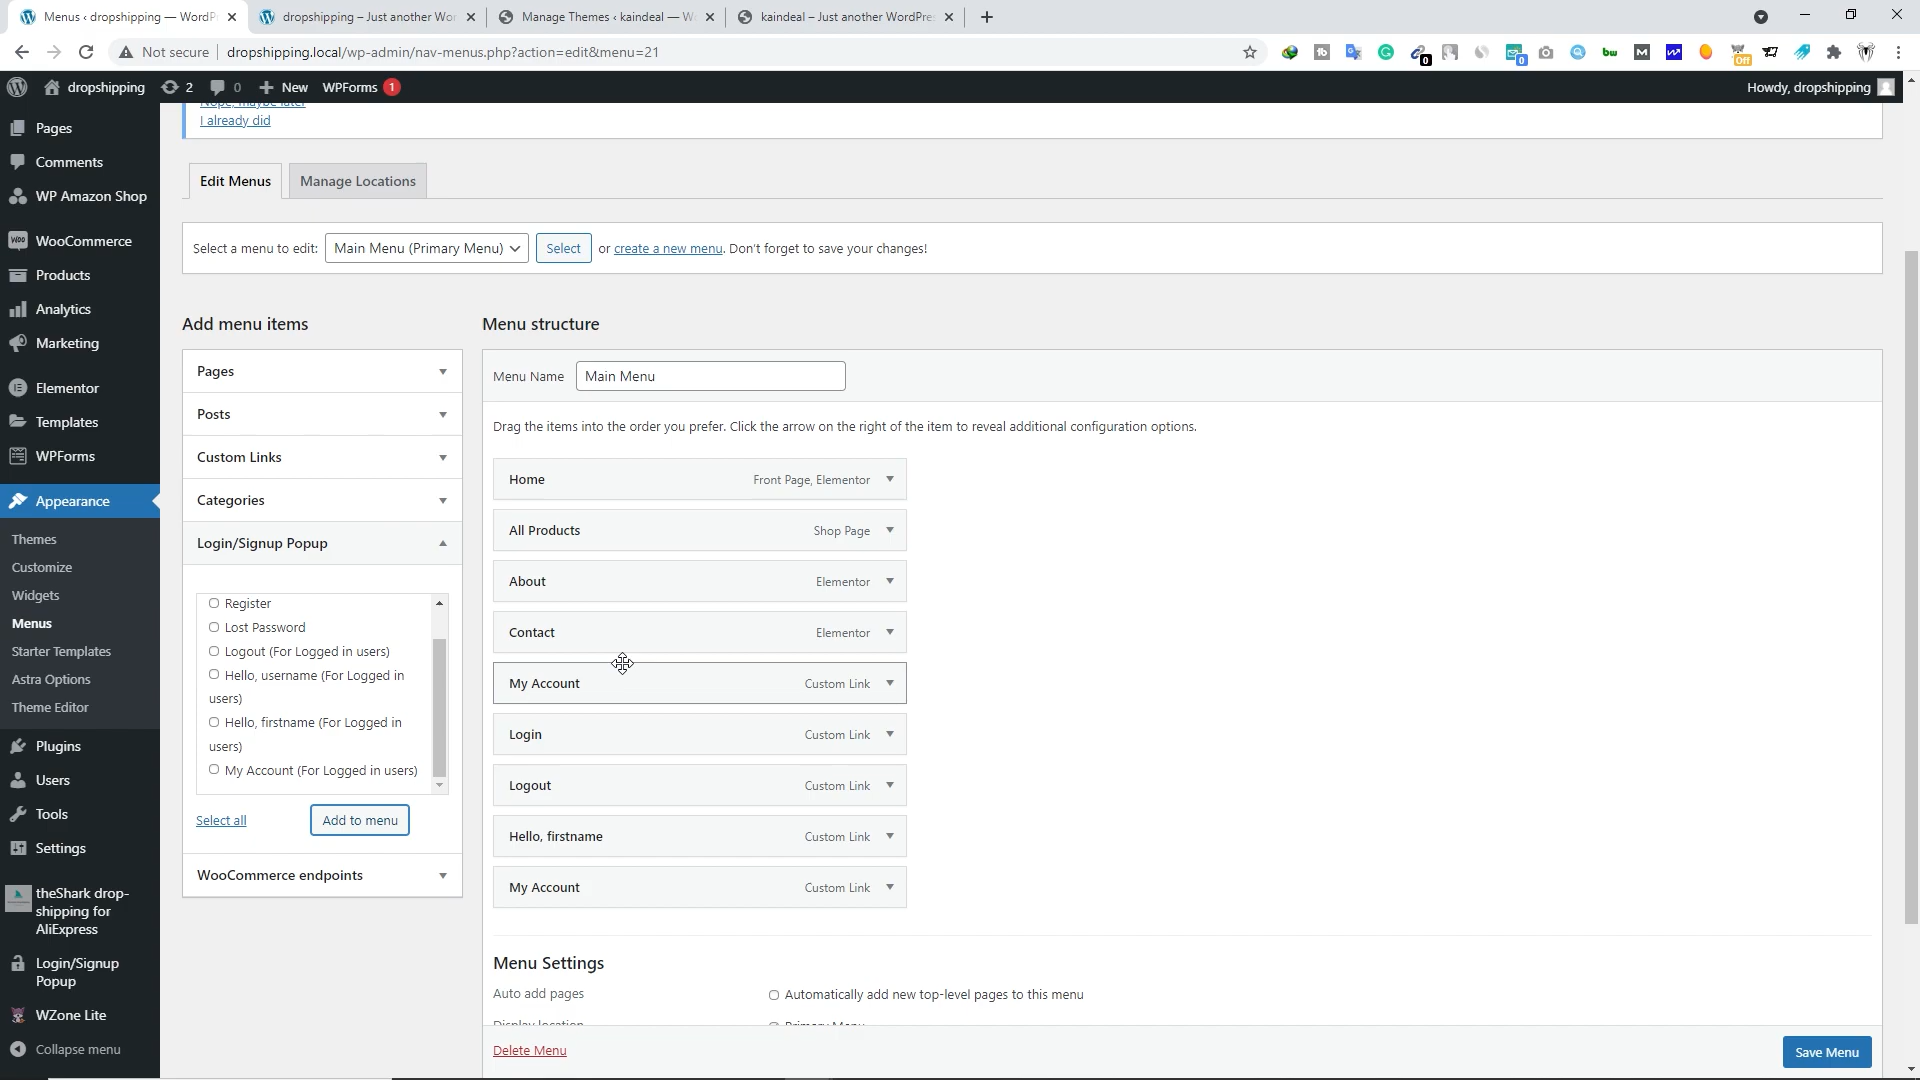 Menus ‹ dropshipping — WordP
dropshipping – Just another Wor
Manage Themes ‹ kaindeal — W
kaindeal – Just another WordPre
Not secure
dropshipping.local/wp-admin/nav-menus.php?action=edit&menu=21
dropshipping
2
0
New
WPForms 1
Howdy, dropshipping
Nope, maybe later
I already did
Pages
Comments
WP Amazon Shop
WooCommerce
Products
Analytics
Marketing
Elementor
Templates
WPForms
Appearance
Themes
Customize
Widgets
Menus
Starter Templates
Astra Options
Theme Editor
Plugins
Users
Tools
Settings
theShark drop-
shipping for
AliExpress
Login/Signup
Popup
WZone Lite
Collapse menu
Edit Menus
Manage Locations
Select a menu to edit: Main Menu (Primary Menu) Select or create a new menu. Don't forget to save your changes!
Add menu items
Pages
Posts
Custom Links
Categories
Login/Signup Popup
Register
Lost Password
Logout (For Logged in users)
Hello, username (For Logged in
users)
Hello, firstname (For Logged in
users)
My Account (For Logged in users)
Select all
Add to menu
WooCommerce endpoints
Menu structure
Menu Name Main Menu
Drag the items into the order you prefer. Click the arrow on the right of the item to reveal additional configuration options.
Home Front Page, Elementor
All Products Shop Page
About Elementor
Contact Elementor
My Account Custom Link
Login Custom Link
Logout Custom Link
Hello, firstname Custom Link
My Account Custom Link
Menu Settings
Auto add pages
Automatically add new top-level pages to this menu
Display location
Primary Menu
Delete Menu
Save Menu